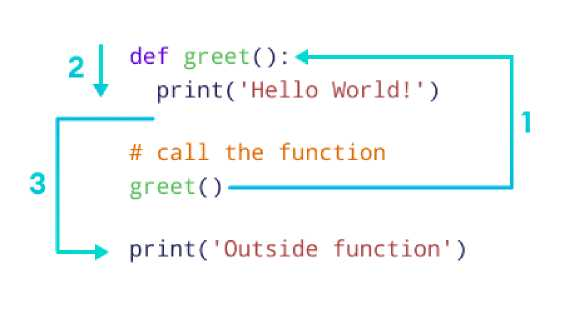 2 def greet():
print('Hello World!')
1
# call the function
3 greet()
print('Outside function')